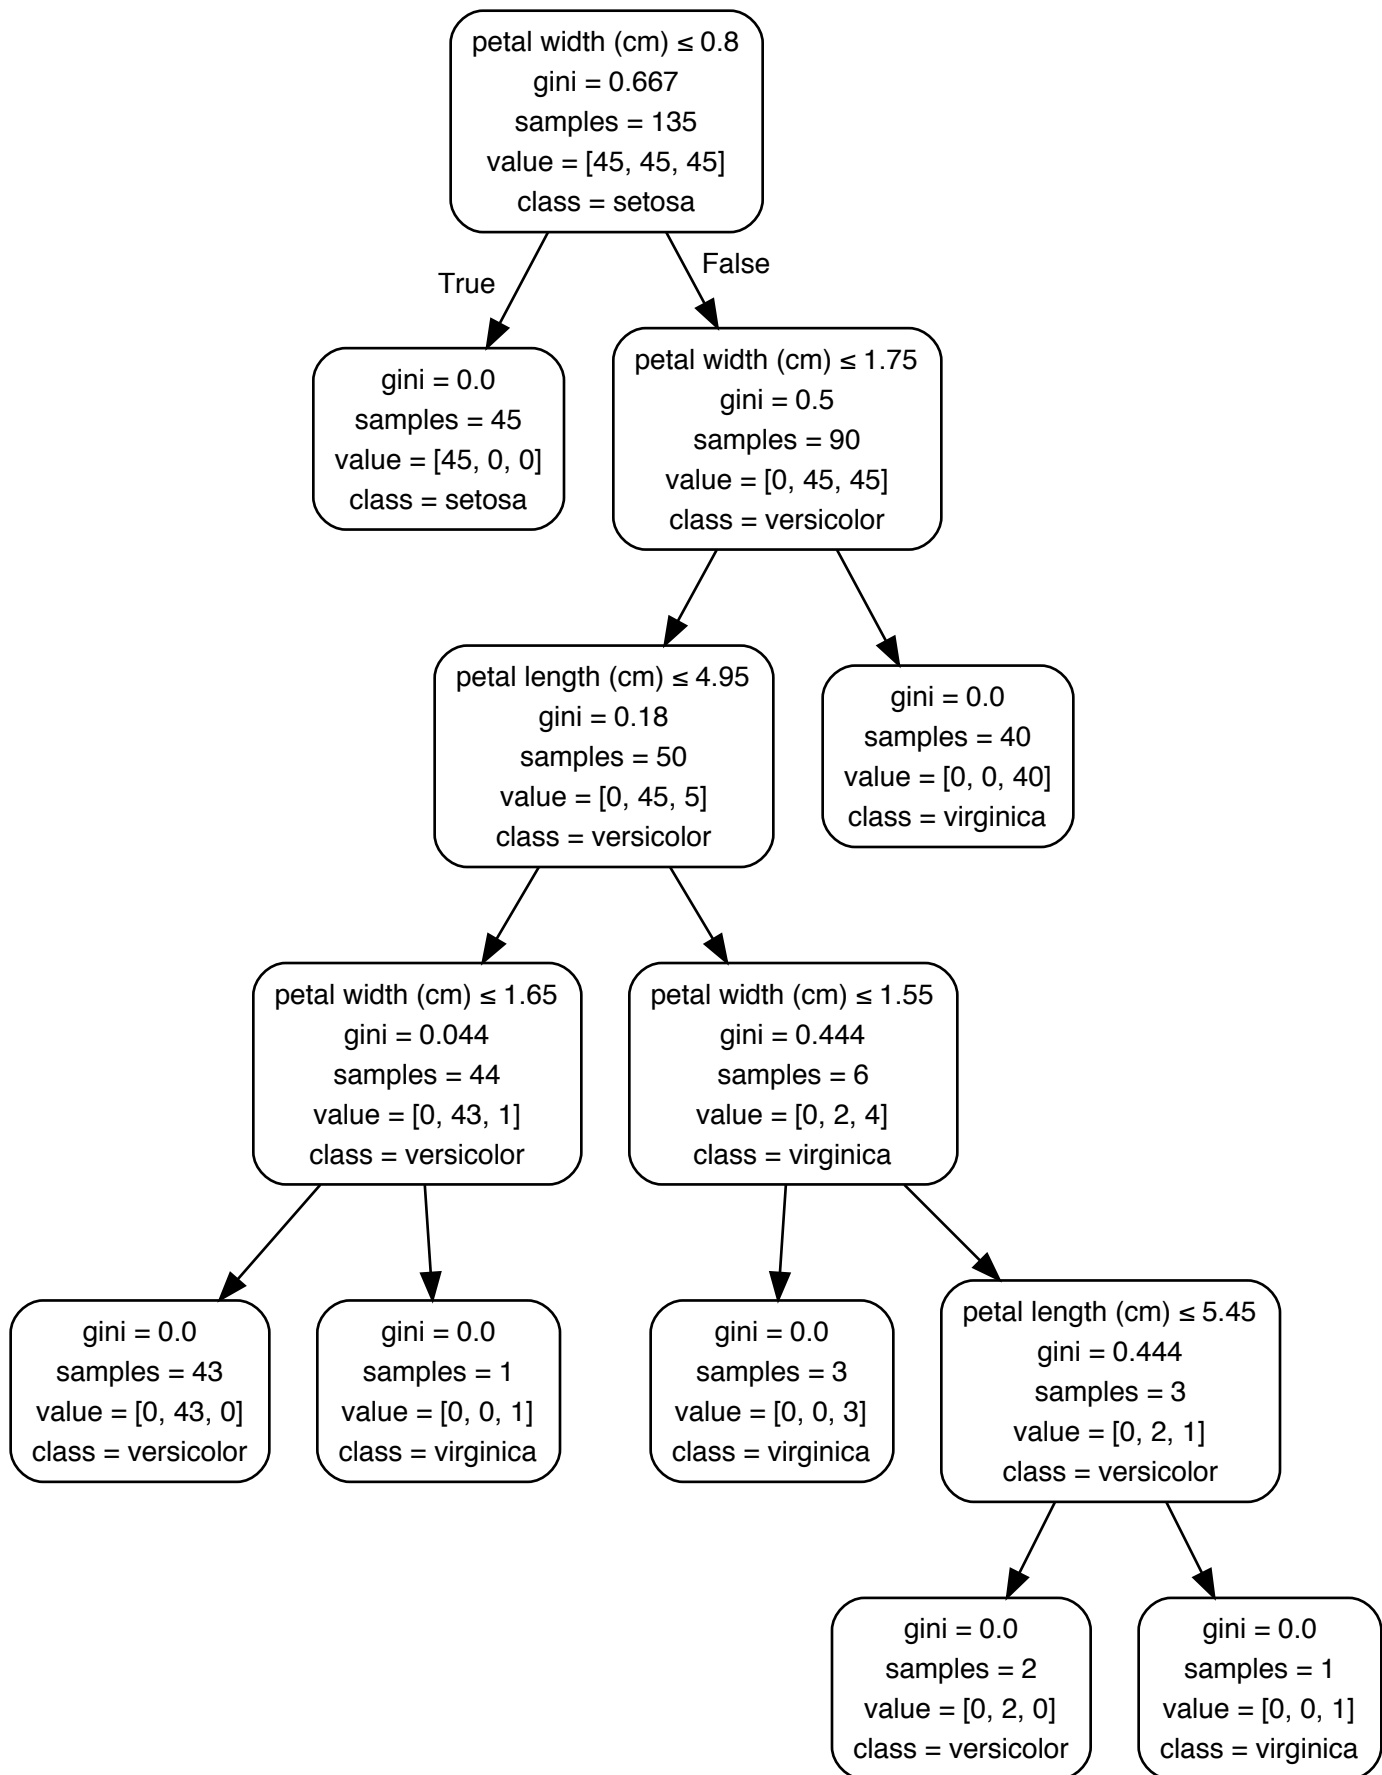 petal width (cm) ≤ 0.8
gini = 0.667
samples = 135
value = [45, 45, 45]
class = setosa
True
False
gini = 0.0
samples = 45
value = [45, 0, 0]
class = setosa
petal width (cm) ≤ 1.75
gini = 0.5
samples = 90
value = [0, 45, 45]
class = versicolor
petal length (cm) ≤ 4.95
gini = 0.18
samples = 50
value = [0, 45, 5]
class = versicolor
gini = 0.0
samples = 40
value = [0, 0, 40]
class = virginica
petal width (cm) ≤ 1.65
gini = 0.044
samples = 44
value = [0, 43, 1]
class = versicolor
petal width (cm) ≤ 1.55
gini = 0.444
samples = 6
value = [0, 2, 4]
class = virginica
gini = 0.0
samples = 43
value = [0, 43, 0]
class = versicolor
gini = 0.0
samples = 1
value = [0, 0, 1]
class = virginica
gini = 0.0
samples = 3
value = [0, 0, 3]
class = virginica
petal length (cm) ≤ 5.45
gini = 0.444
samples = 3
value = [0, 2, 1]
class = versicolor
gini = 0.0
samples = 2
value = [0, 2, 0]
class = versicolor
gini = 0.0
samples = 1
value = [0, 0, 1]
class = virginica